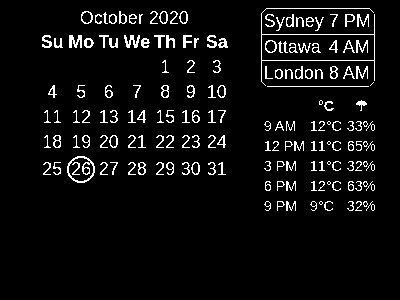 October 2020
Su Mo Tu We Th Fr Sa
1 2 3
4 5 6 7 8 9 10
11 12 13 14 15 16 17
18 19 20 21 22 23 24
25 26 27 28 29 30 31
Sydney 7 PM
Ottawa 4 AM
London 8 AM
°C ☂
9 AM 12°C 33%
12 PM 11°C 65%
3 PM 11°C 32%
6 PM 12°C 63%
9 PM 9°C 32%